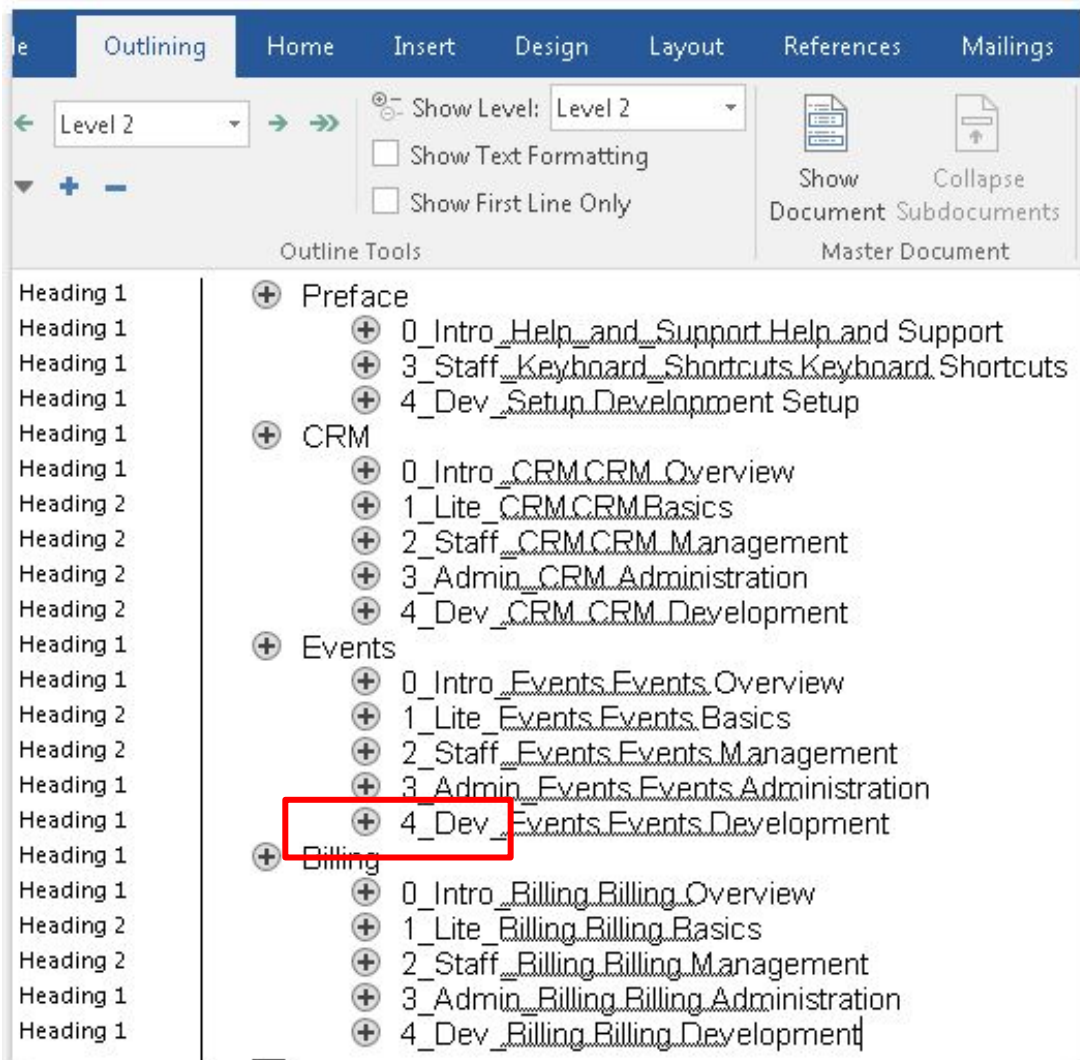 le Outlining Home Insert Design Layout References Mailings
Level 2 Show Level: Level 2
Show Text Formatting
Show First Line Only
Show Document Collapse Subdocuments
Outline Tools Master Document
Heading 1 Preface
Heading 1 0_Intro_Help_and_Support.Help and Support
Heading 1 3_Staff_Keyboard_Shortcuts.Keyboard Shortcuts
Heading 1 4_Dev_Setup.Development Setup
Heading 1 CRM
Heading 1 0_Intro_CRM.CRM Overview
Heading 2 1_Lite_CRM.CRM Basics
Heading 2 2_Staff_CRM.CRM Management
Heading 2 3_Admin_CRM Administration
Heading 2 4_Dev_CRM.CRM Development
Heading 1 Events
Heading 1 0_Intro_Events.Events Overview
Heading 2 1_Lite_Events.Events Basics
Heading 2 2_Staff_Events.Events Management
Heading 1 3_Admin_Events.Events Administration
Heading 1 4_Dev_Events.Events Development
Heading 1 Billing
Heading 1 0_Intro_Billing.Billing Overview
Heading 2 1_Lite_Billing.Billing Basics
Heading 2 2_Staff_Billing.Billing Management
Heading 1 3_Admin_Billing.Billing Administration
Heading 1 4_Dev_Billing.Billing Development